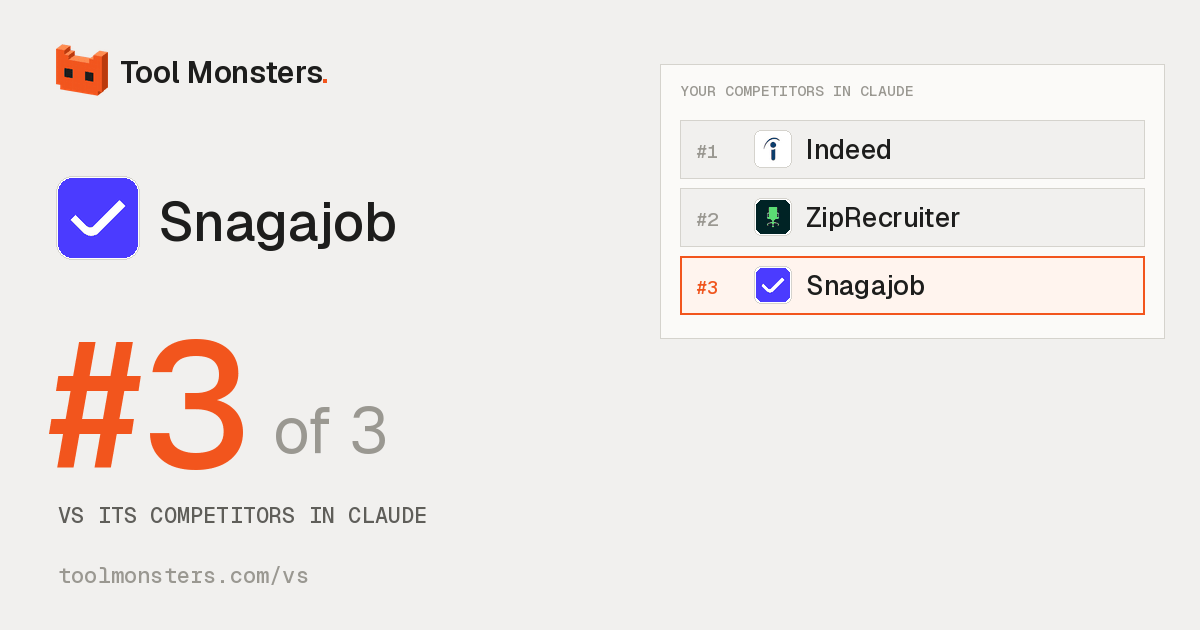 Tool Monsters.
Snagajob
#3 of 3
VS ITS COMPETITORS IN CLAUDE
toolmonsters.com/vs
YOUR COMPETITORS IN CLAUDE
#1 Indeed
#2 ZipRecruiter
#3 Snagajob